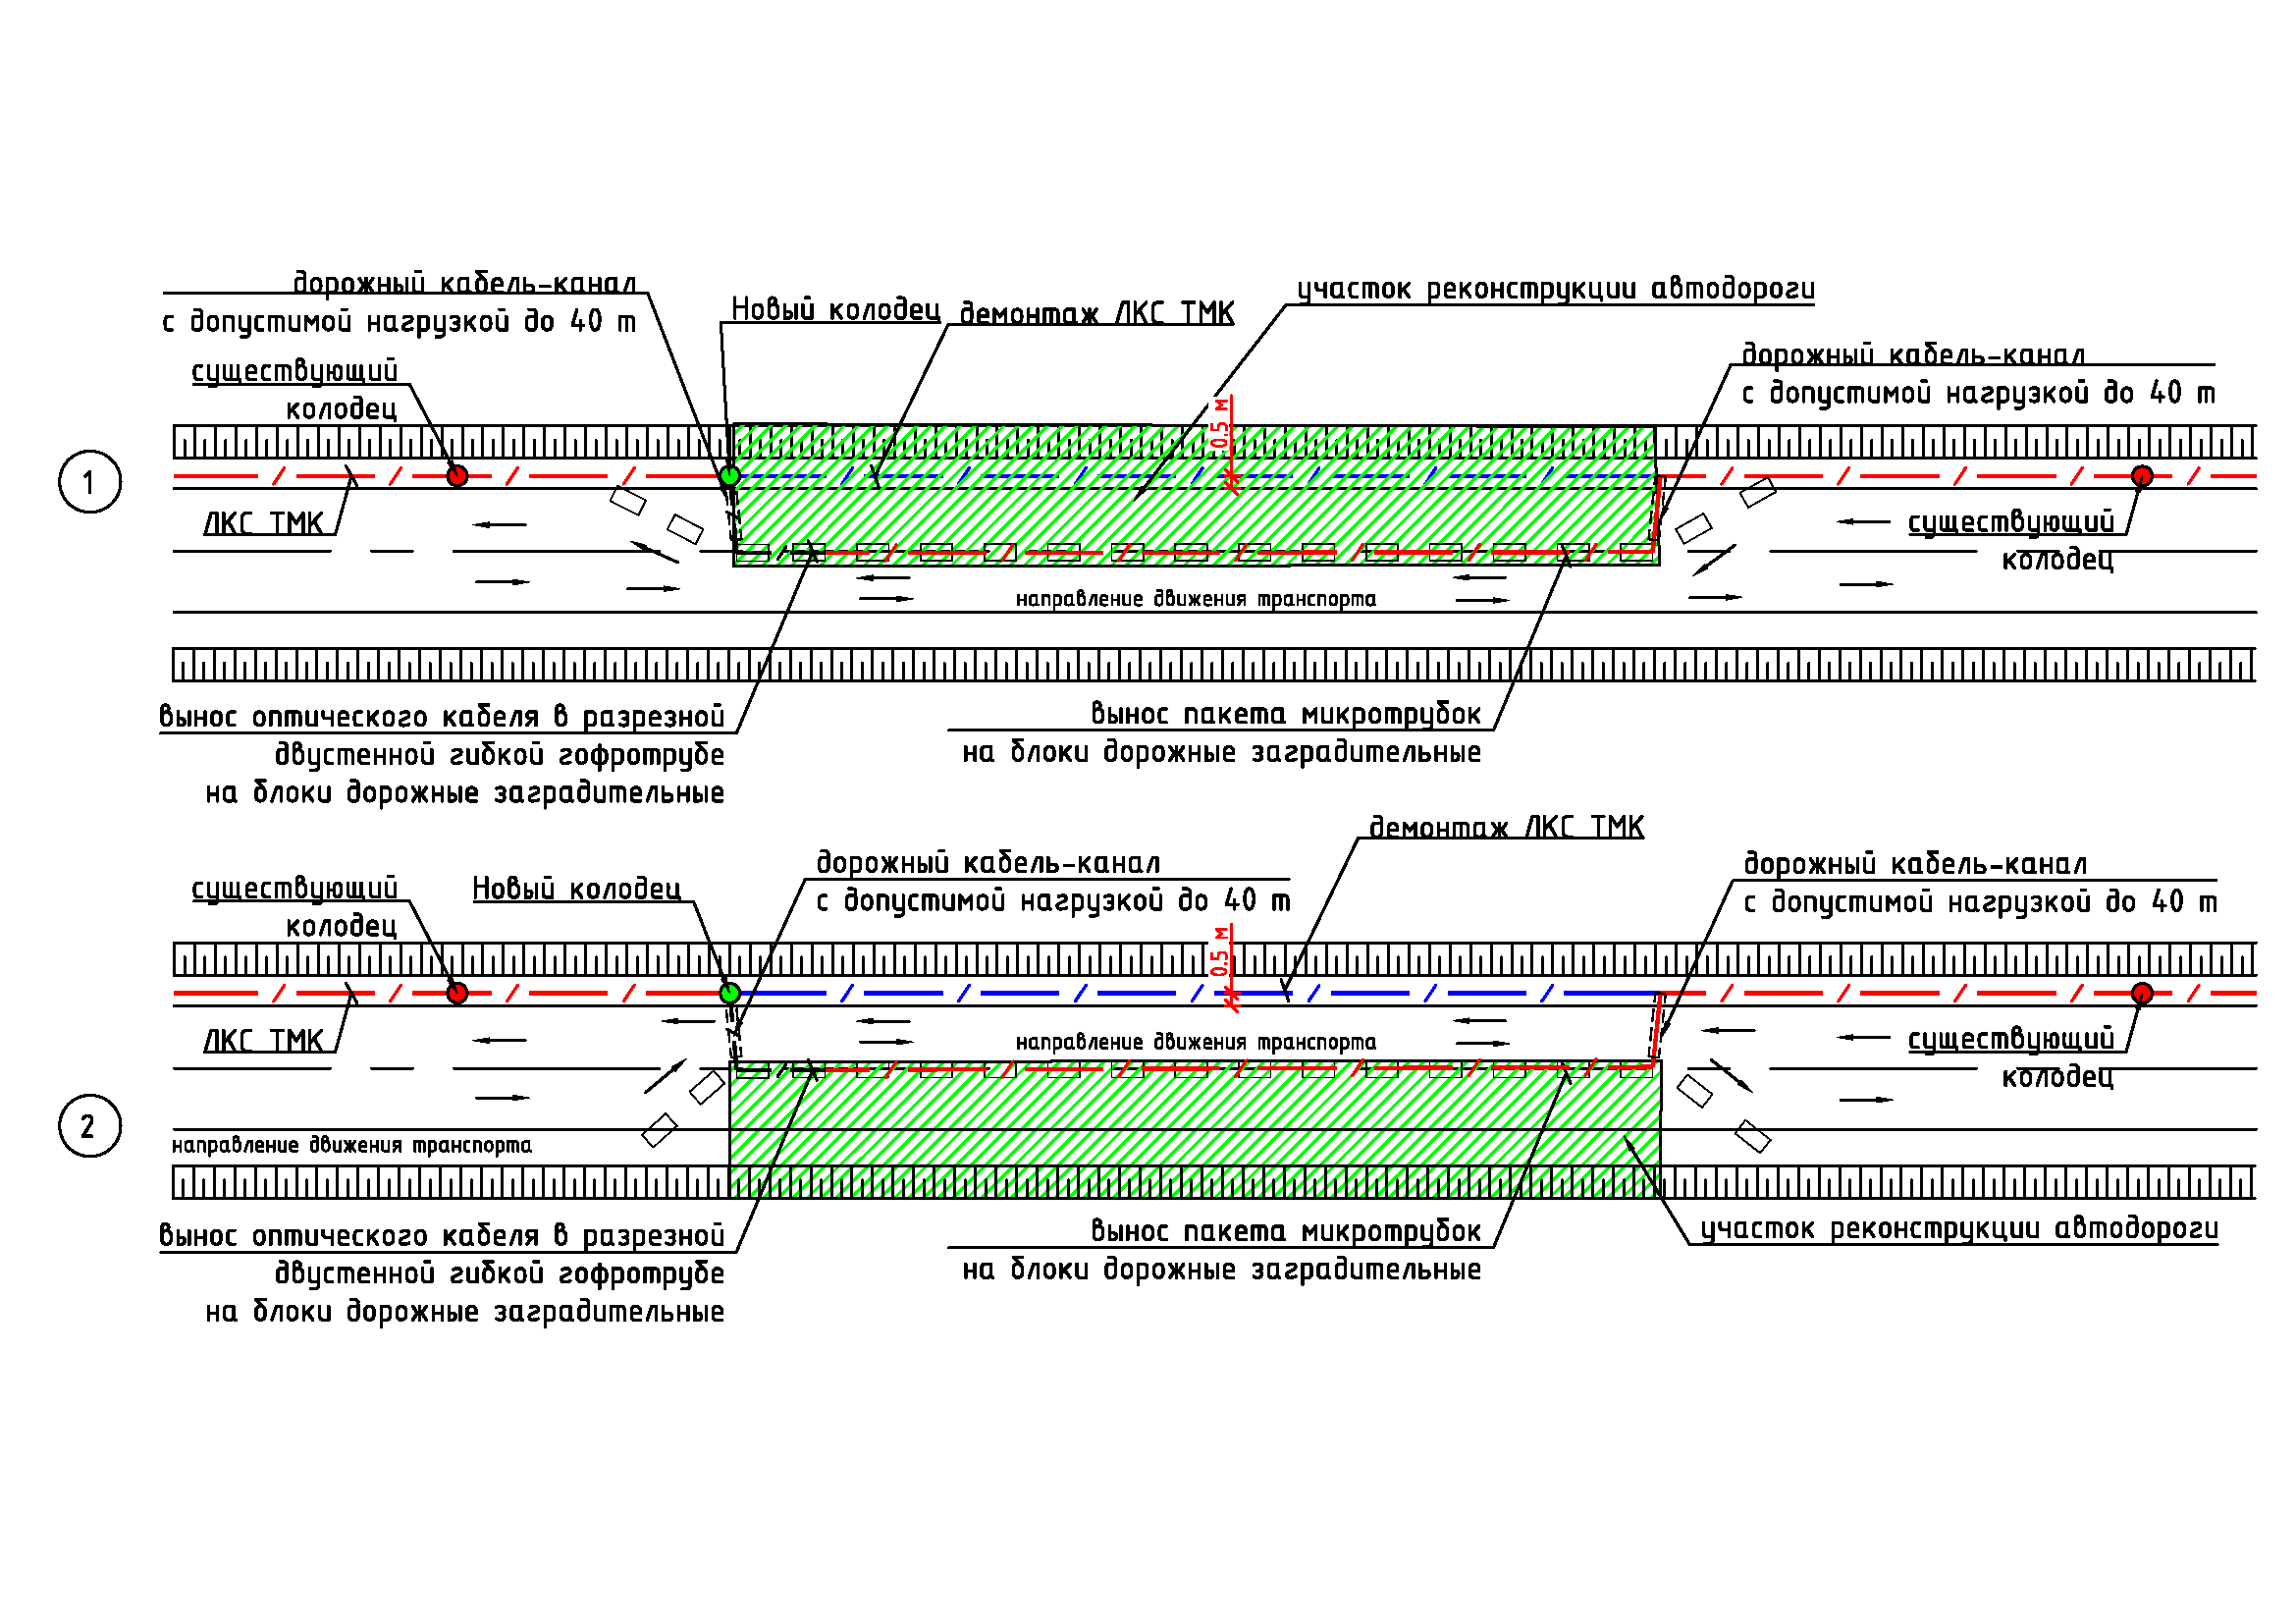 дорожный кабель-канал
с допустимой нагрузкой до 40 т
Новый колодец
демонтаж ЛКС ТМК
участок реконструкции автодороги
существующий
колодец
дорожный кабель-канал
с допустимой нагрузкой до 40 т
0.5 м
1
ЛКС ТМК
существующий
колодец
направление движения транспорта
вынос оптического кабеля в разрезной
двустенной гибкой гофротрубе
на блоки дорожные заградительные
вынос пакета микротрубок
на блоки дорожные заградительные
демонтаж ЛКС ТМК
существующий
колодец
Новый колодец
дорожный кабель-канал
с допустимой нагрузкой до 40 т
дорожный кабель-канал
с допустимой нагрузкой до 40 т
0.5 м
ЛКС ТМК
направление движения транспорта
существующий
колодец
2
направление движения транспорта
вынос оптического кабеля в разрезной
двустенной гибкой гофротрубе
на блоки дорожные заградительные
вынос пакета микротрубок
на блоки дорожные заградительные
участок реконструкции автодороги